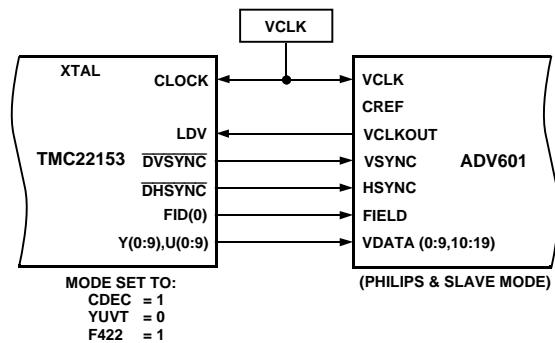 VCLK
XTAL
CLOCK
LDV
TMC22153
DVSYNC
DHSYNC
FID(0)
Y(0:9),U(0:9)
VCLK
CREF
VCLKOUT
VSYNC
ADV601
HSYNC
FIELD
VDATA (0:9,10:19)
MODE SET TO:
CDEC = 1
YUVT = 0
F422 = 1
(PHILIPS & SLAVE MODE)